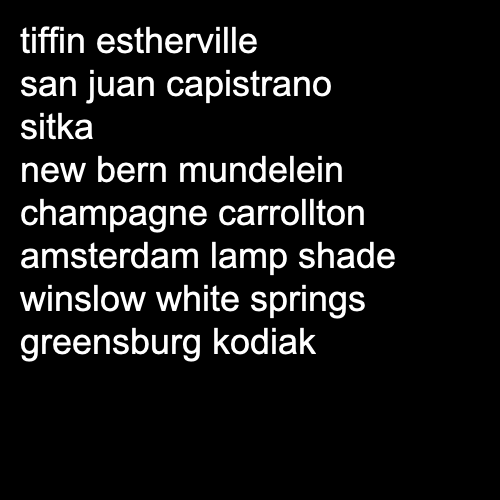 tiffin estherville
san juan capistrano
sitka
new bern mundelein
champagne carrollton
amsterdam lamp shade
winslow white springs
greensburg kodiak